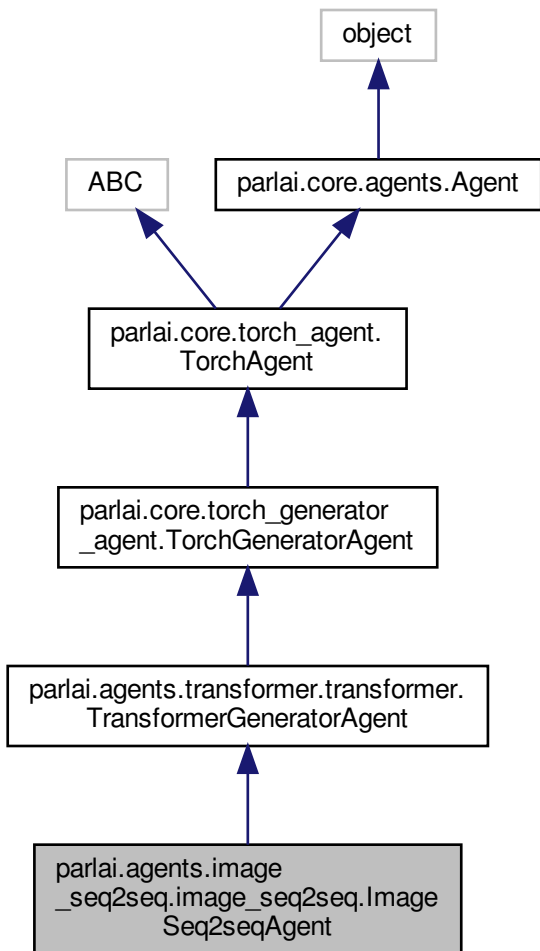 object
ABC
parlai.core.agents.Agent
parlai.core.torch_agent.
TorchAgent
parlai.core.torch_generator
_agent.TorchGeneratorAgent
parlai.agents.transformer.transformer.
TransformerGeneratorAgent
parlai.agents.image
_seq2seq.image_seq2seq.Image
Seq2seqAgent